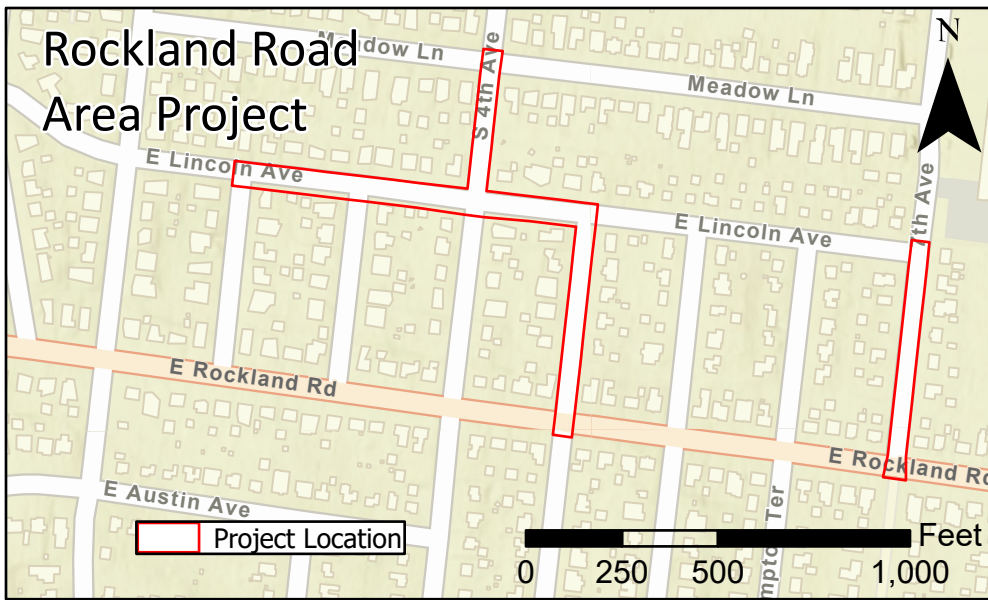 Rockland Road
Area Project
N
Meadow Ln
Meadow Ln
S 4th Ave
E Lincoln Ave
E Lincoln Ave
7th Ave
E Rockland Rd
E Rockland Rd
E Austin Ave
Project Location
Feet
0 250 500 1,000